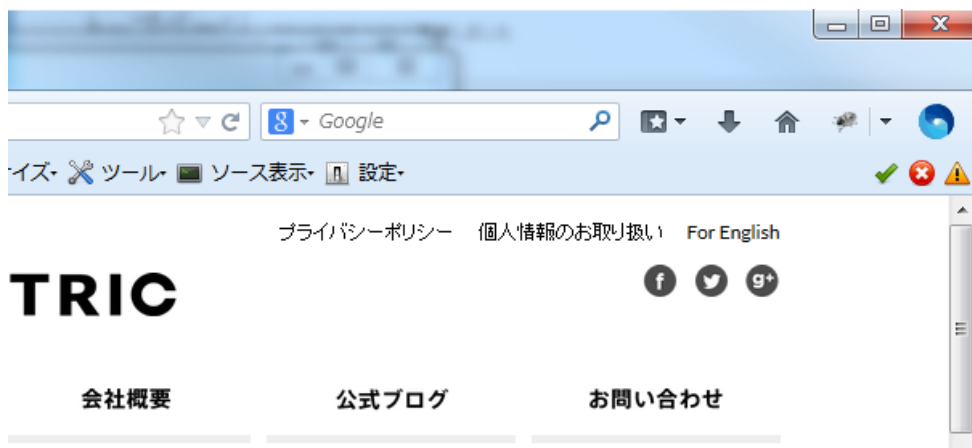 Google
イズ ツール ソース表示 設定
プライバシーポリシー 個人情報のお取り扱い For English
TRIC
会社概要 公式ブログ お問い合わせ